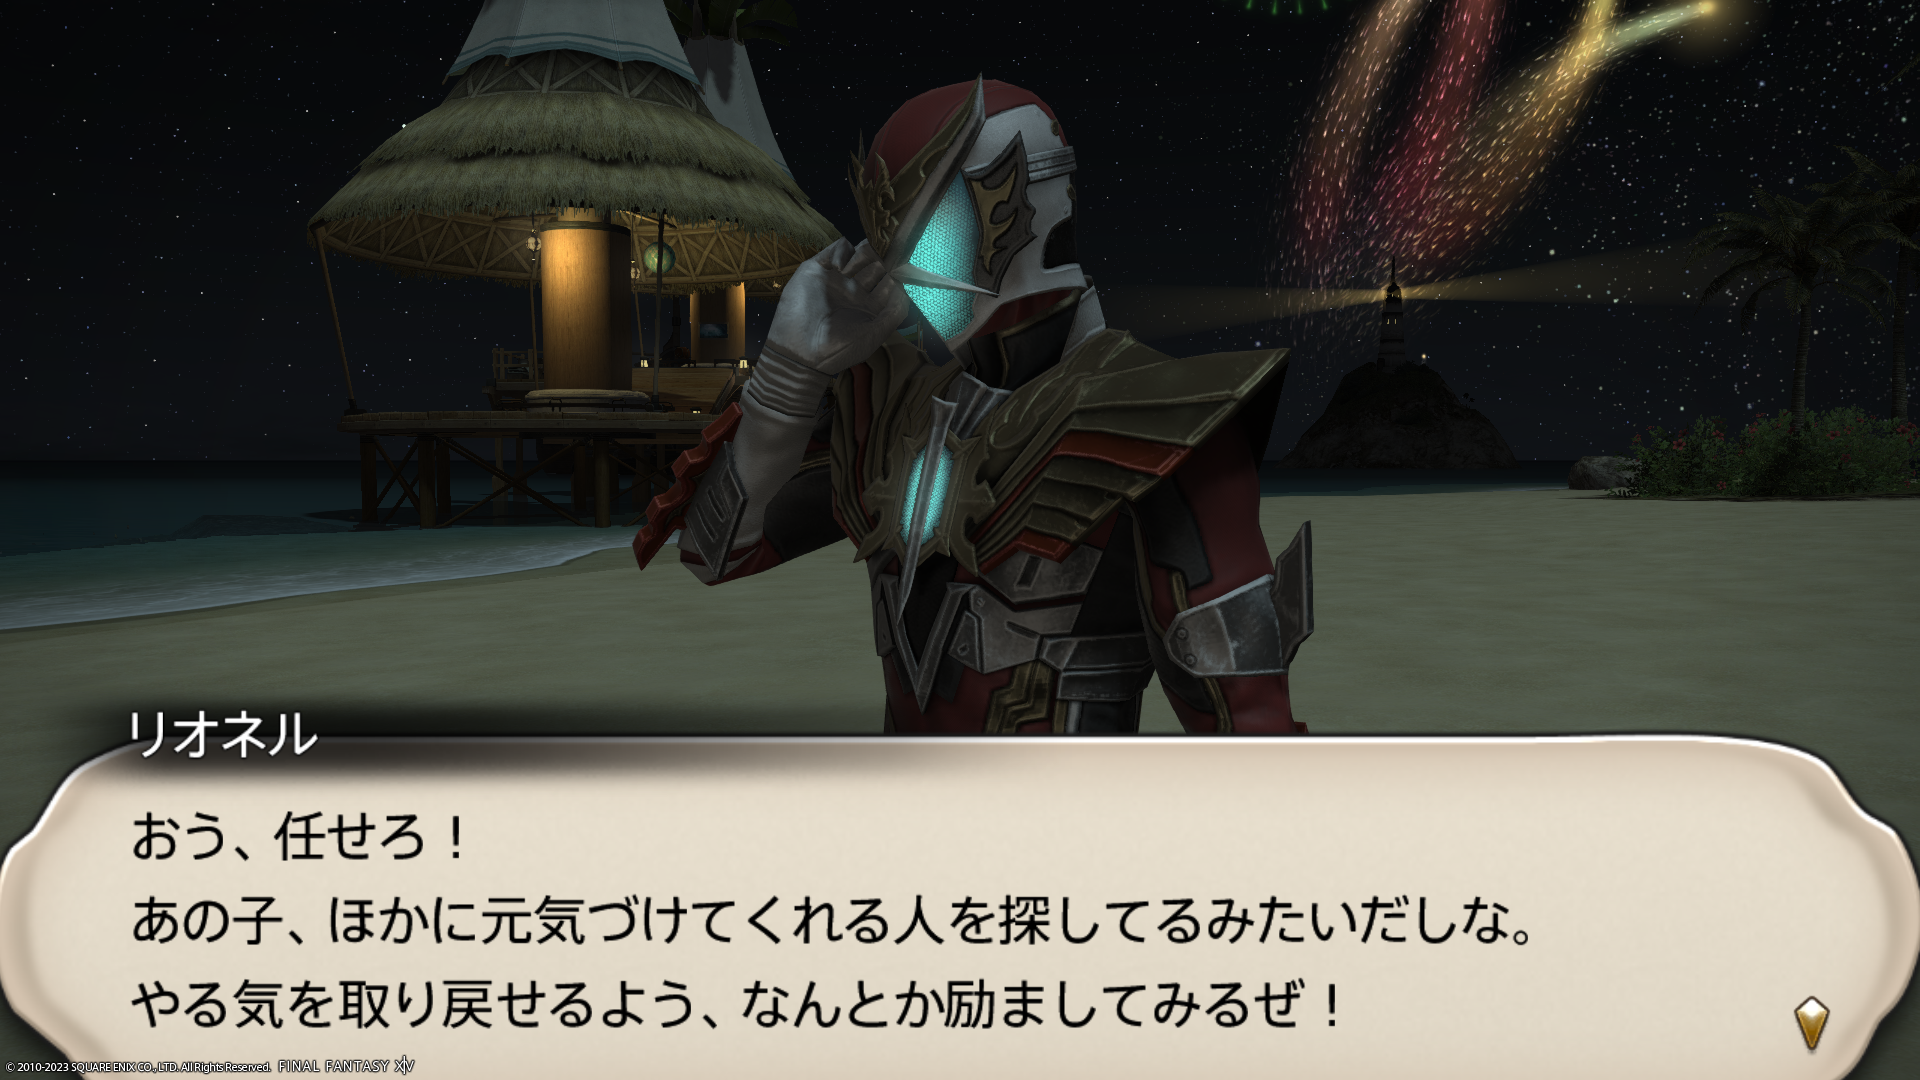 リオネル
おう、任せろ！
あの子、ほかに元気づけてくれる人を探してるみたいだしな。
やる気を取り戻せるよう、なんとか励ましてみるぜ！
© 2010-2023 SQUARE ENIX CO., LTD. All Rights Reserved. FINAL FANTASY XIV